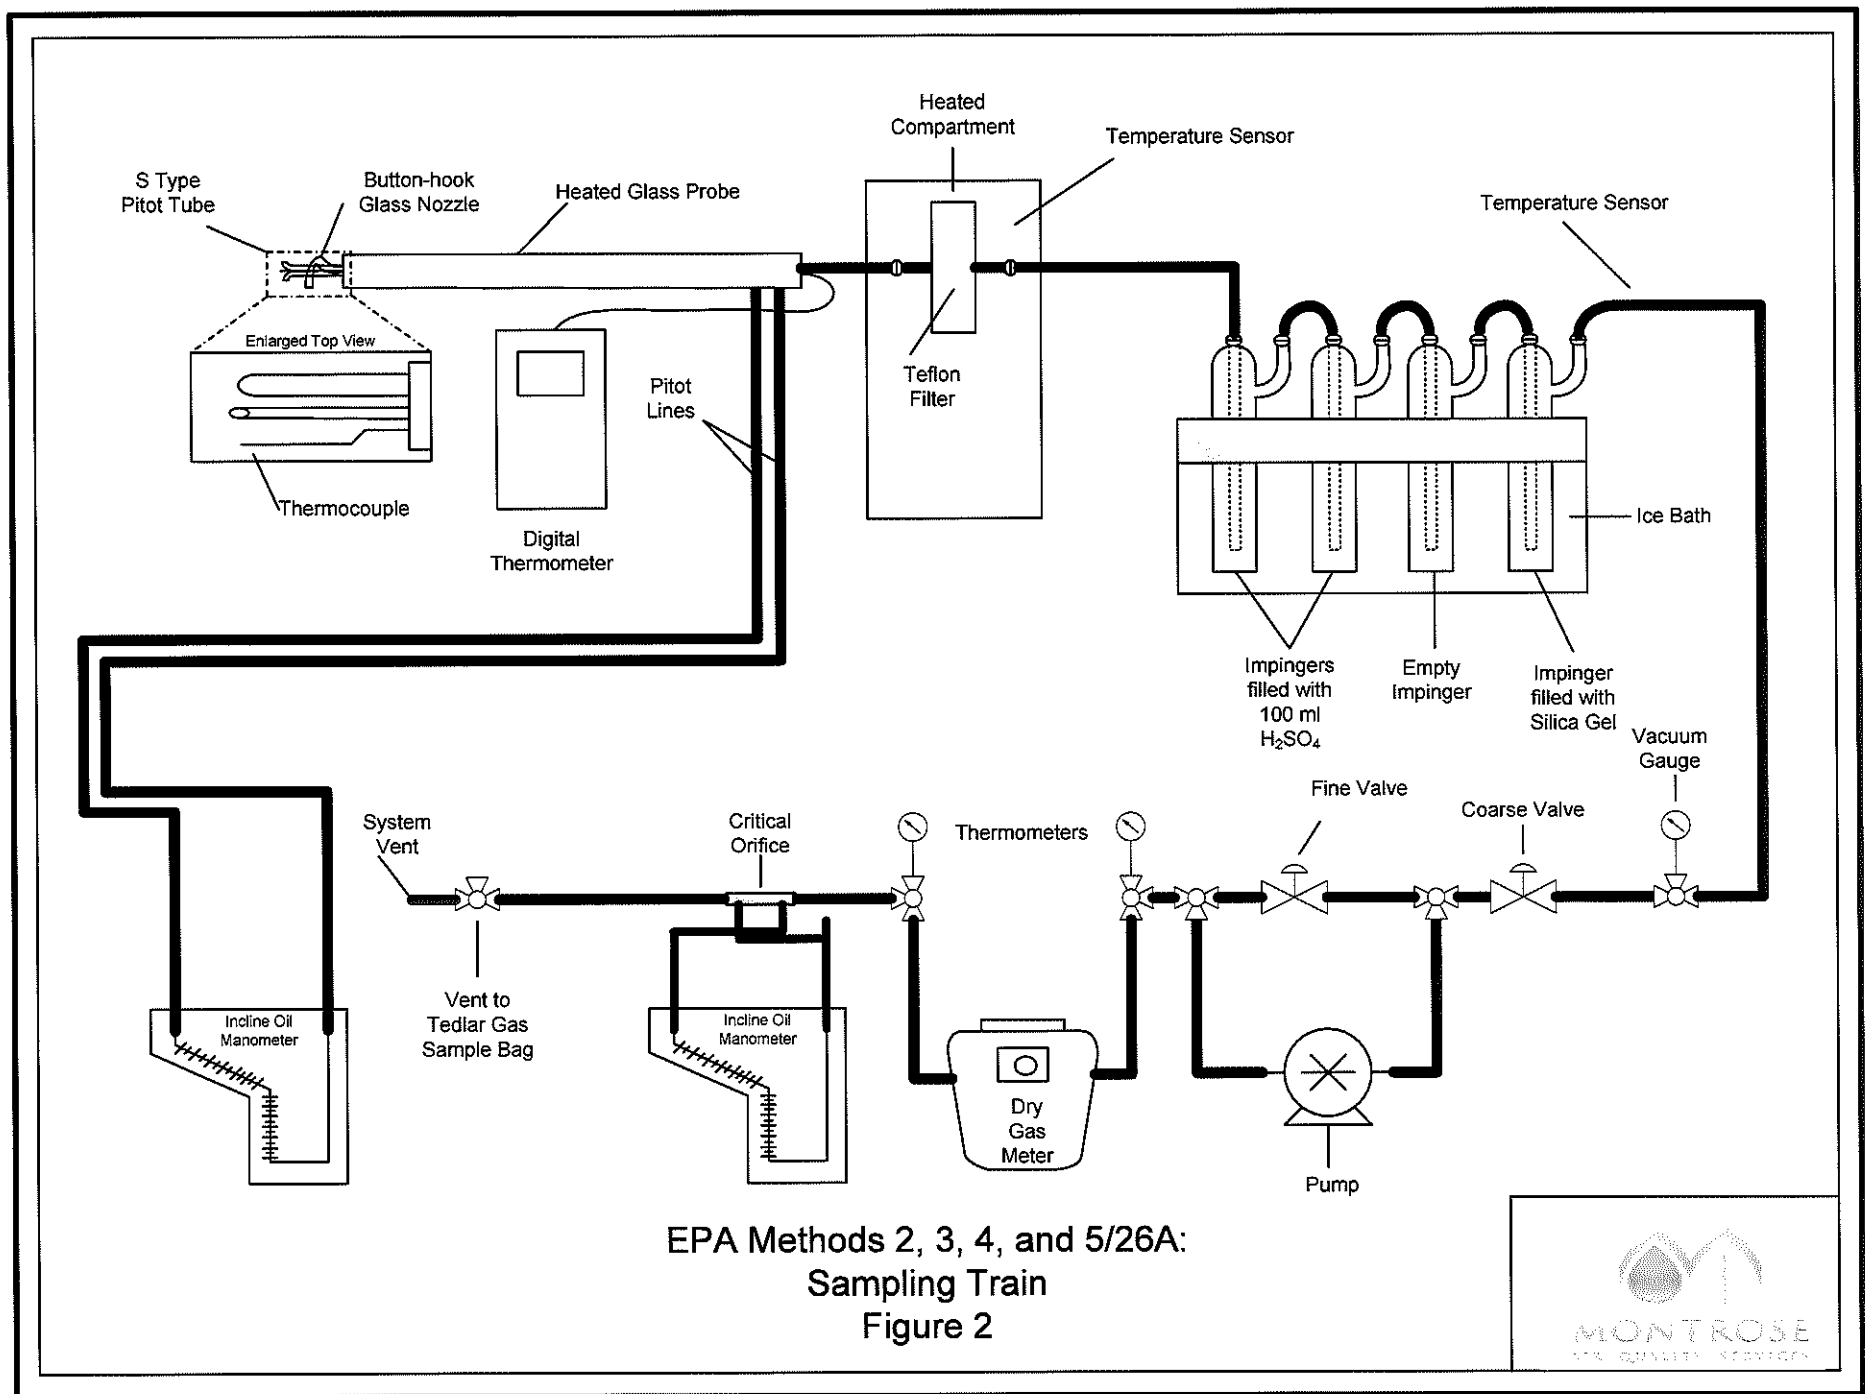 Heated
Compartment
Temperature Sensor
S Type
Pitot Tube
Button-hook
Glass Nozzle
Heated Glass Probe
Temperature Sensor
Enlarged Top View
Teflon
Filter
Pitot
Lines
Thermocouple
Digital
Thermometer
Ice Bath
Impingers
filled with
100 ml
H₂SO₄
Empty
Impinger
Impinger
filled with
Silica Gel
Vacuum
Gauge
Fine Valve
Coarse Valve
System
Vent
Critical
Orifice
Thermometers
Vent to
Tedlar Gas
Sample Bag
Incline Oil
Manometer
Incline Oil
Manometer
Dry
Gas
Meter
Pump
EPA Methods 2, 3, 4, and 5/26A:
Sampling Train
Figure 2
MONTROSE
AIR QUALITY SERVICES